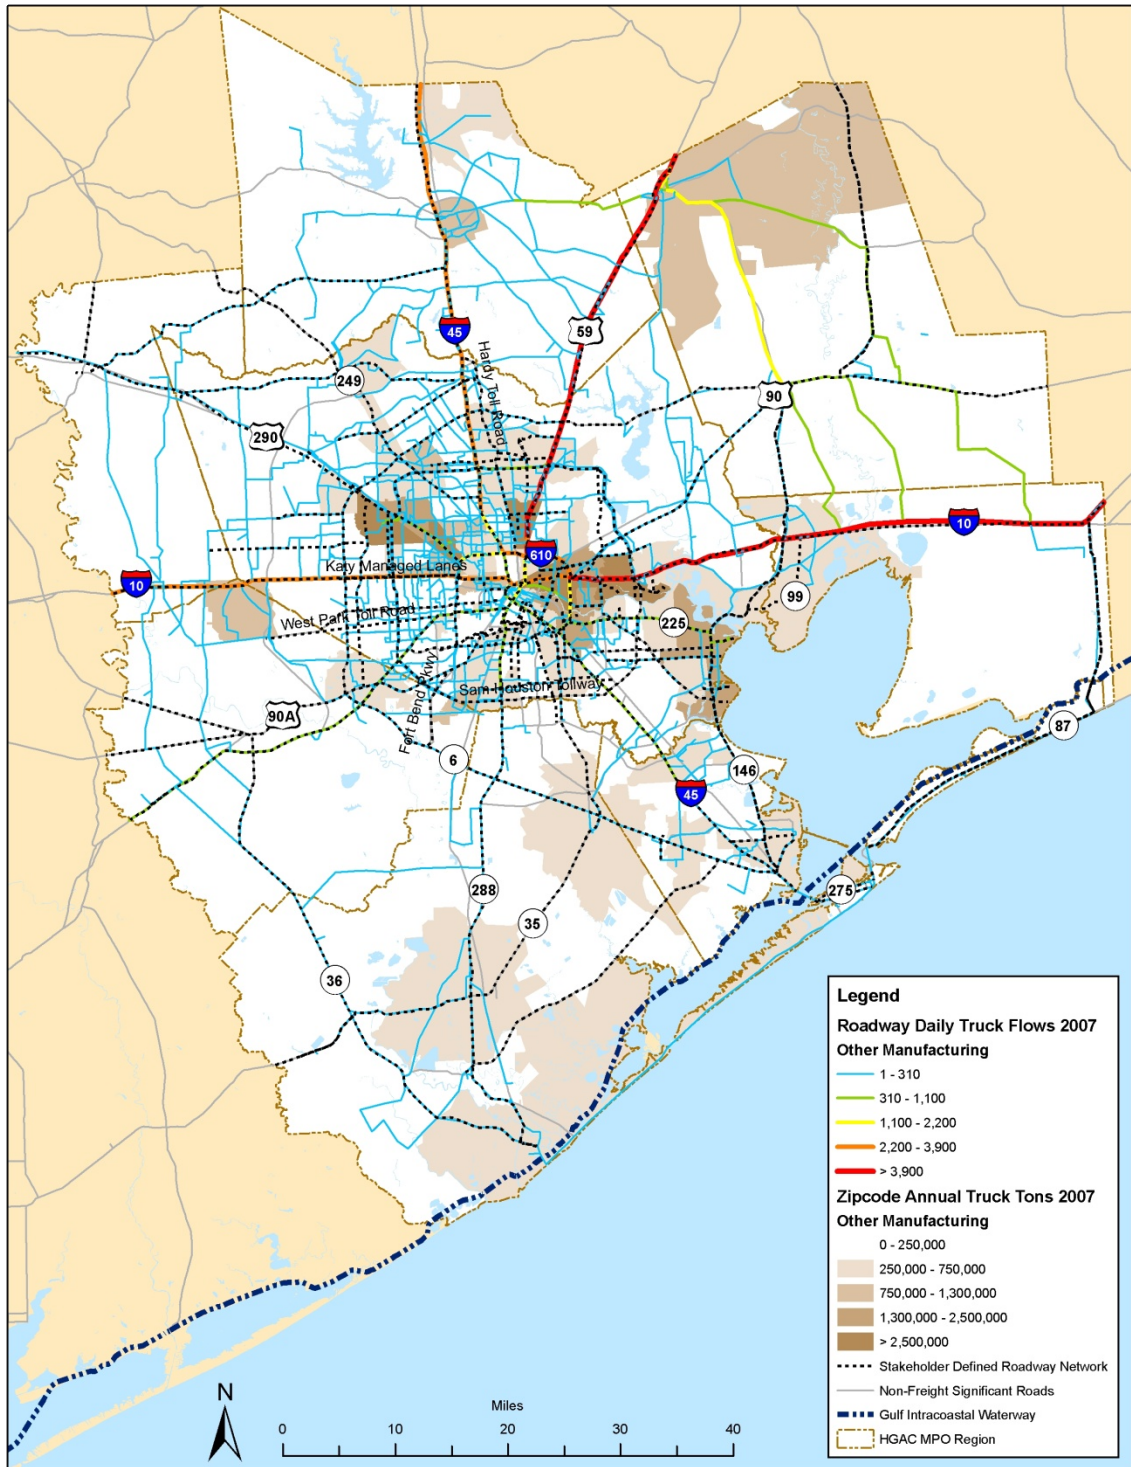 45
59
249
Hardy Toll Road
90
290
10
610
Katy Managed Lanes
10
99
West Park Toll Road
225
Sam Houston Tollway
Fort Bend Pkwy
90A
87
6
146
45
288
275
35
36
Legend
Roadway Daily Truck Flows 2007
Other Manufacturing
1 - 310
310 - 1,100
1,100 - 2,200
2,200 - 3,900
> 3,900
Zipcode Annual Truck Tons 2007
Other Manufacturing
0 - 250,000
250,000 - 750,000
750,000 - 1,300,000
1,300,000 - 2,500,000
> 2,500,000
Stakeholder Defined Roadway Network
Non-Freight Significant Roads
Gulf Intracoastal Waterway
HGAC MPO Region
N
Miles
0 10 20 30 40